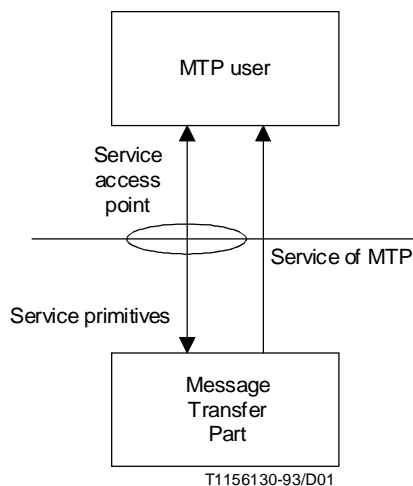 MTP user
Service
access
point
Service of MTP
Service primitives
Message
Transfer
Part
T1156130-93/D01